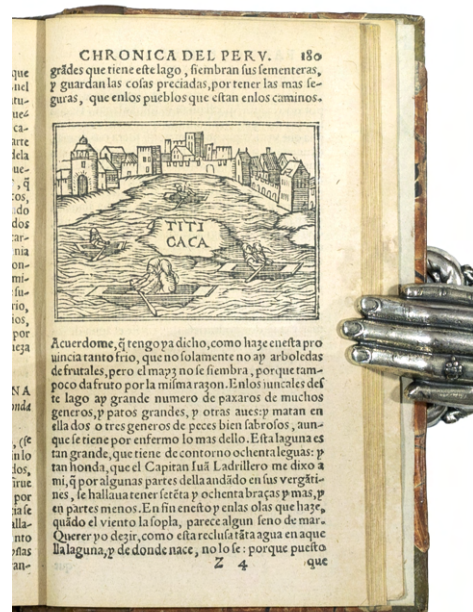 CHRONICA DEL PERV. 180
grãdes que tiene este lago, siembran sus sementeras,
y guardan las cosas preciadas, por tener las mas se-
guras, que enlos pueblos que estan enlos caminos.
TITI
CACA
Acuerdome, q̃ tengo ya dicho, como haze enesta pro
uincia tanto frio, que no solamente no ay arboledas
de frutales, pero el mayz no se siembra, porque tam-
poco da fruto por la misma razon. Enlos iuncales des
te lago ay grande numero de paxaros de muchos
generos, y patos grandes, y otras aues: y matan en
ella dos o tres generos de peces bien sabrosos, aun-
que se tiene por enfermo lo mas dello. Esta laguna es
tan grande, que tiene de contorno ochenta leguas: y
tan honda, que el Capitan Iuã Ladrillero me dixo a
mi, q̃ por algunas partes della andãdo en sus vergãti-
nes, se hallaua tener setẽta y ochenta braças y mas, y
en partes menos. En fin enesto y enlas olas que haze,
quãdo el viento la sopla, parece algun seno de mar.
Querer yo dezir, como esta reclusa tãta agua en aque
lla laguna, y de donde nace, no lo se: porque puesto
Z 4 que